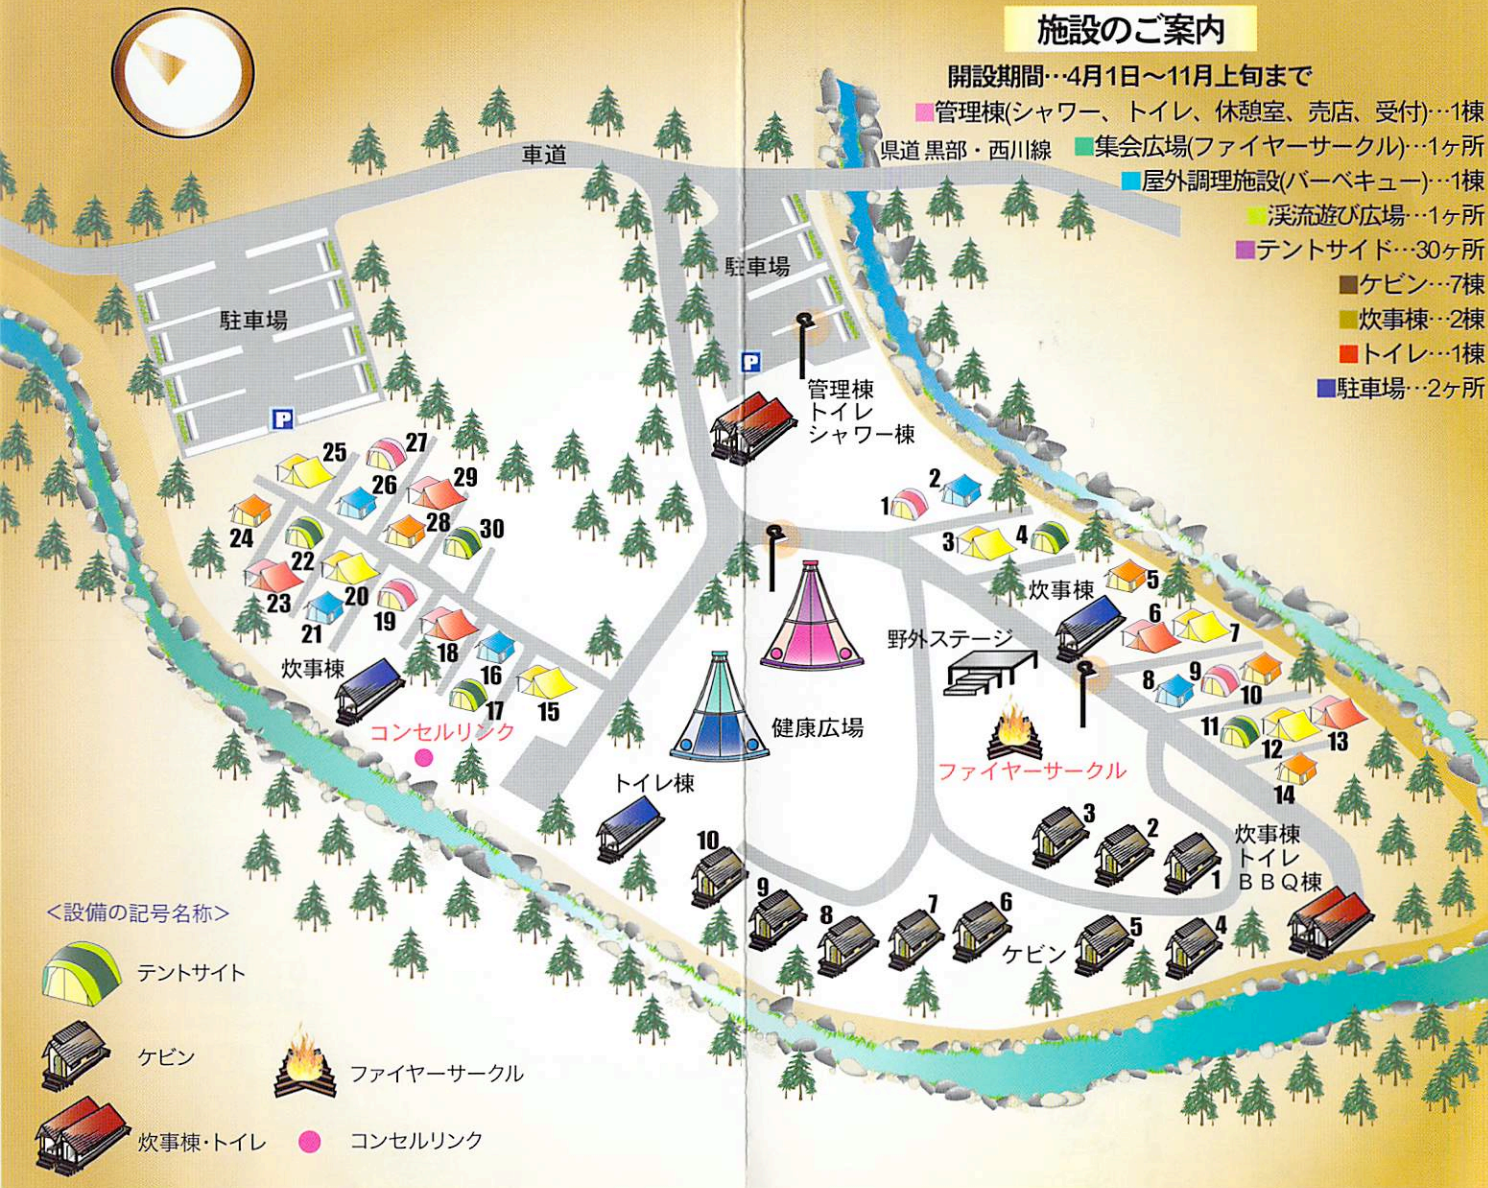 施設のご案内
開設期間…4月1日～11月上旬まで
管理棟(シャワー、トイレ、休憩室、売店、受付)…1棟
県道 黒部・西川線
集会広場(ファイヤーサークル)…1ヶ所
屋外調理施設(バーベキュー)…1棟
渓流遊び広場…1ヶ所
テントサイド…30ヶ所
ケビン…7棟
炊事棟…2棟
トイレ…1棟
駐車場…2ヶ所
車道
駐車場
駐車場
P
P
管理棟
トイレ
シャワー棟
25
27
26
29
24
22
28
30
23
21
20
19
18
16
17
15
1
2
3
4
5
6
7
8
9
10
11
12
13
14
炊事棟
野外ステージ
炊事棟
コンセルリンク
健康広場
ファイヤーサークル
トイレ棟
炊事棟
トイレ
ＢＢＱ棟
10
9
8
7
6
5
4
3
2
1
ケビン
＜設備の記号名称＞
テントサイト
ケビン
ファイヤーサークル
炊事棟・トイレ
コンセルリンク